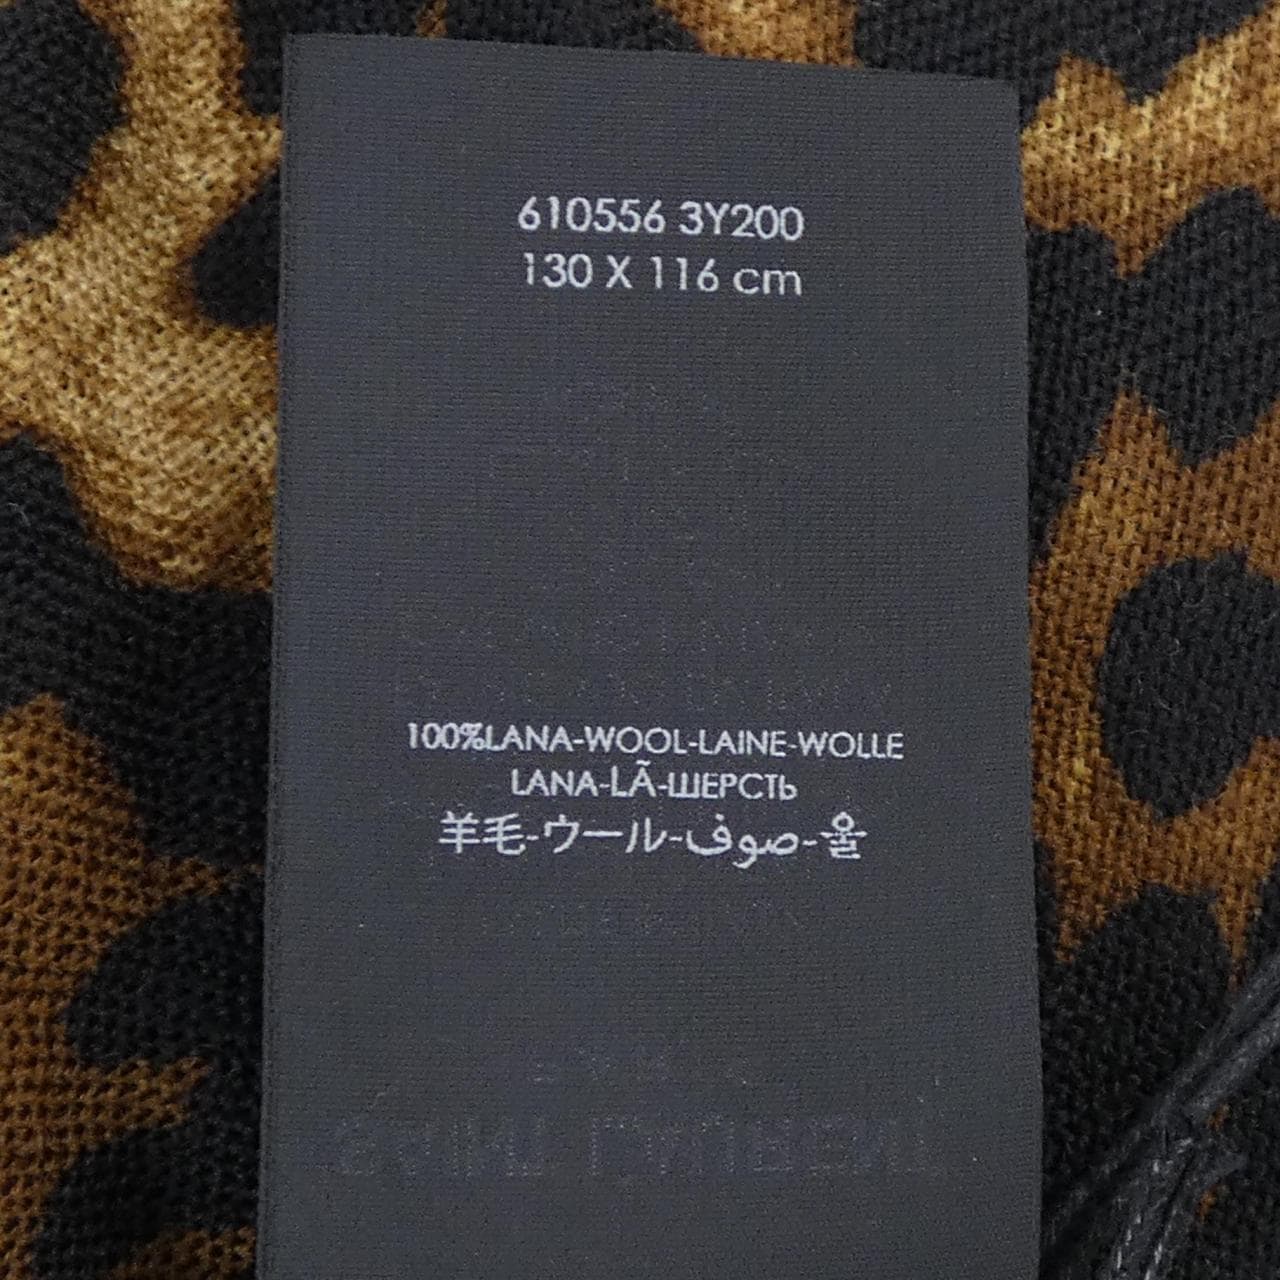 610556 3Y200
130 X 116 cm
100%LANA-WOOL-LAINE-WOLLE
LANA-LÃ-ШЕРСТЬ
羊毛-ウール-صوف-울